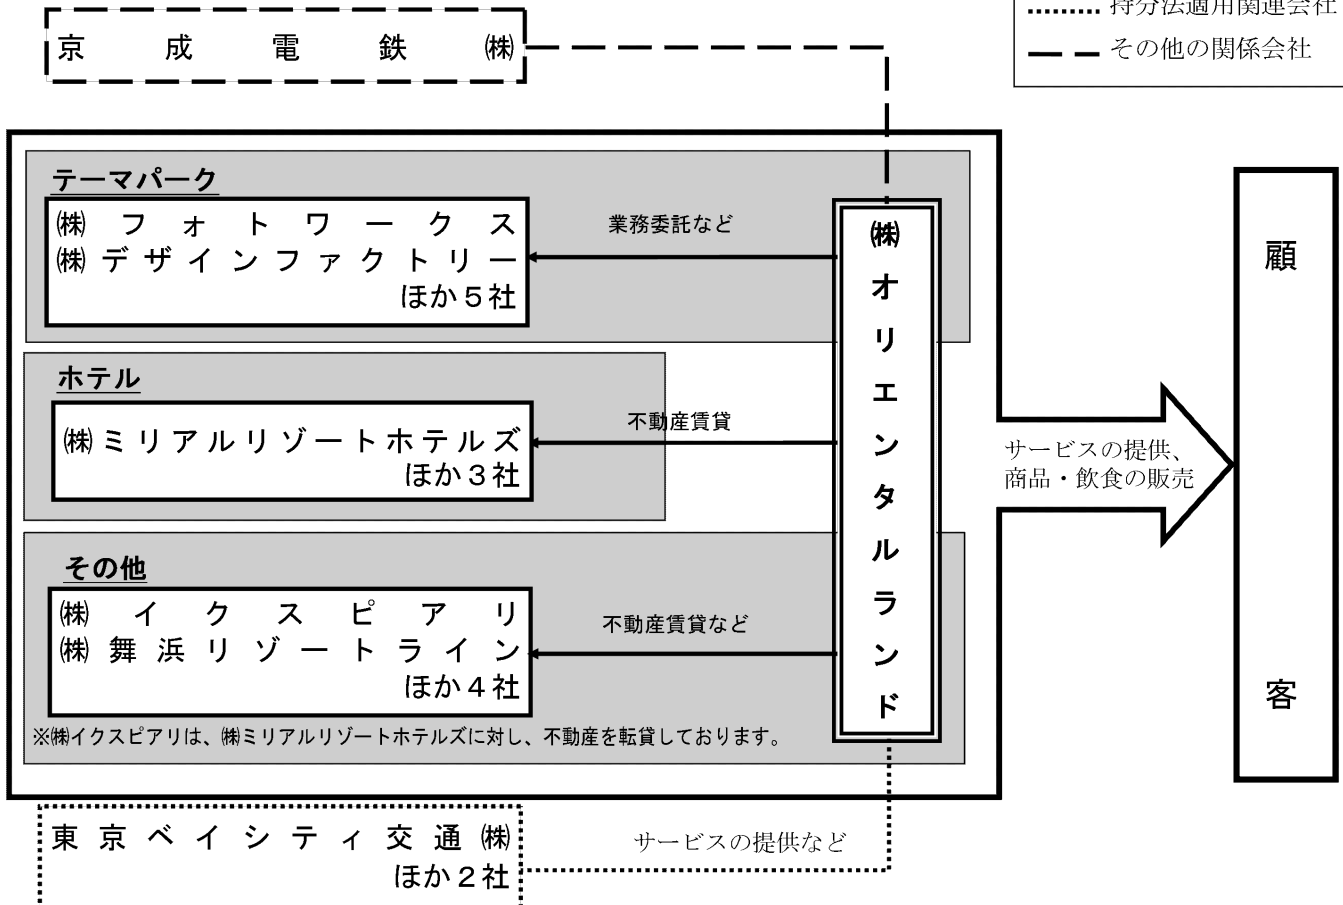 持分法適用関連会社
その他の関係会社
京成電鉄㈱
テーマパーク
㈱フォトワークス
㈱デザインファクトリー
ほか５社
業務委託など
ホテル
㈱ミリアルリゾートホテルズ
ほか３社
不動産賃貸
その他
㈱イクスピアリ
㈱舞浜リゾートライン
ほか４社
不動産賃貸など
※㈱イクスピアリは、㈱ミリアルリゾートホテルズに対し、不動産を転貸しております。
㈱オリエンタルランド
サービスの提供、
商品・飲食の販売
顧客
東京ベイシティ交通㈱
ほか２社
サービスの提供など